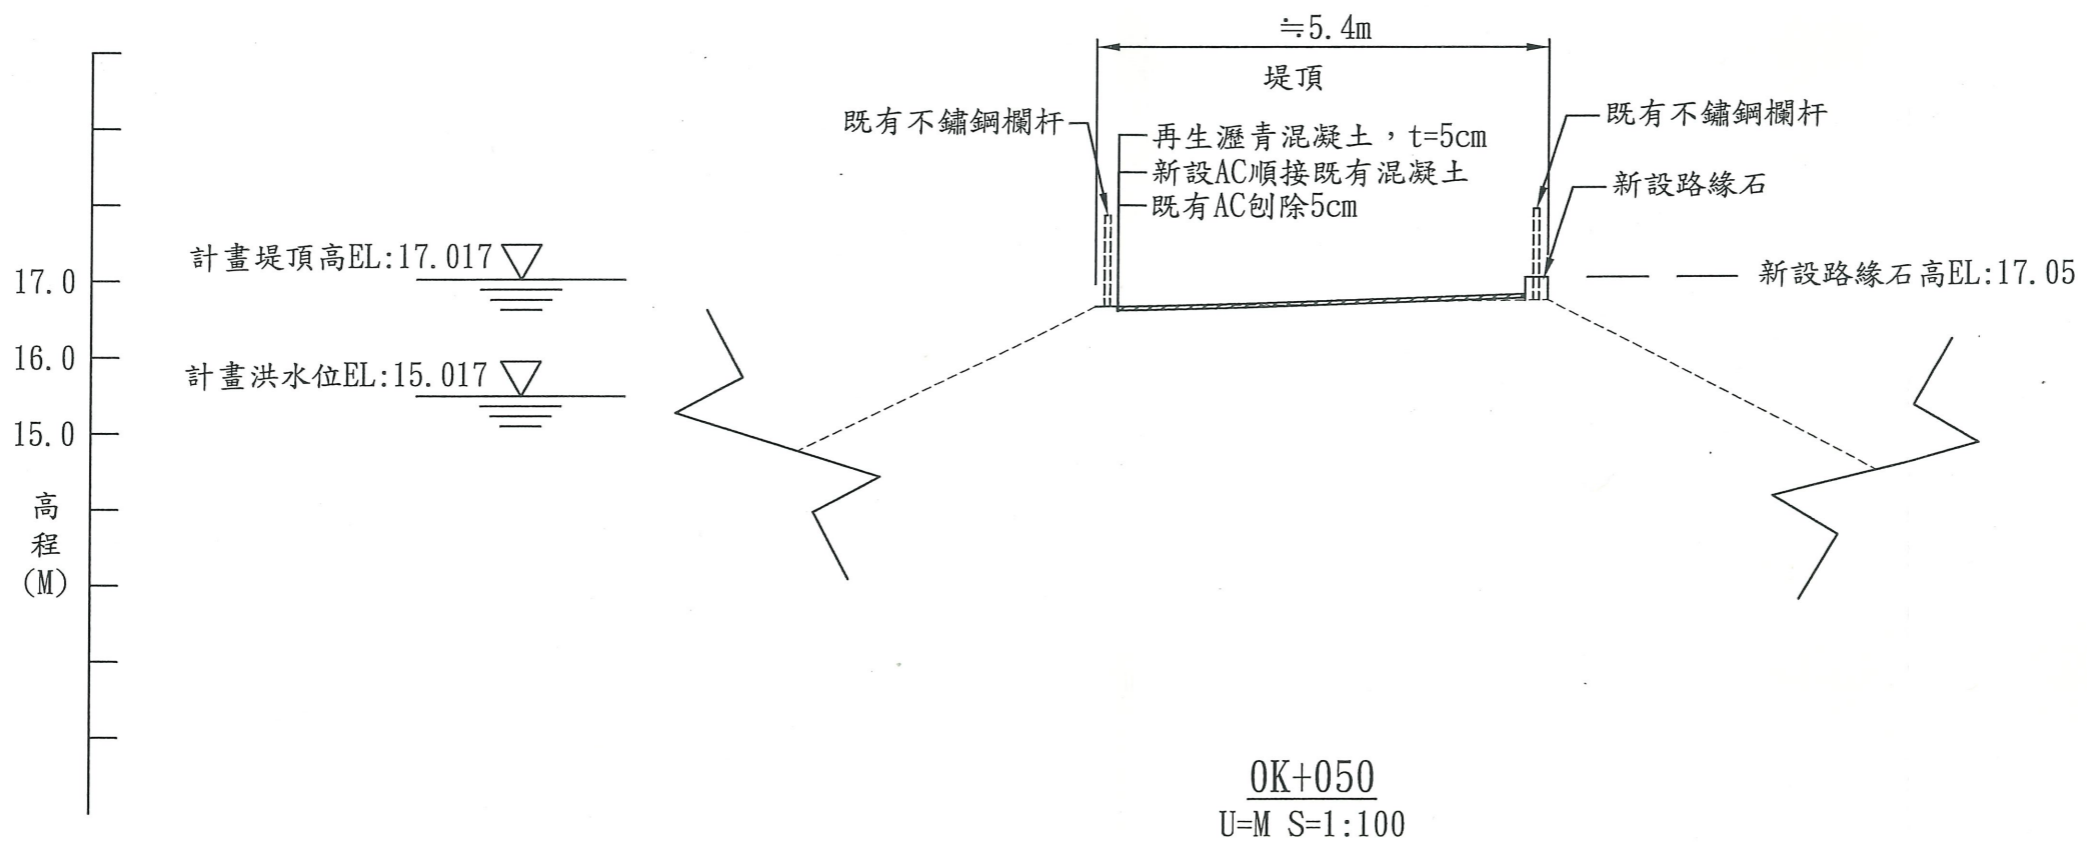 ≒5.4m
堤頂
既有不鏽鋼欄杆
再生瀝青混凝土，t=5cm
新設AC順接既有混凝土
既有AC刨除5cm
既有不鏽鋼欄杆
新設路緣石
計畫堤頂高EL:17.017
新設路緣石高EL:17.05
17.0
16.0
計畫洪水位EL:15.017
15.0
高
程
(M)
0K+050
U=M S=1:100